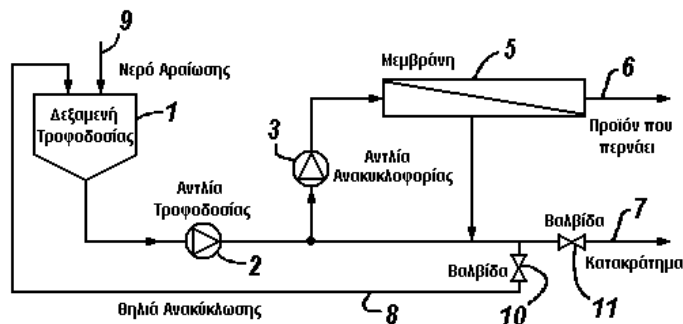 9
5
Μεμβράνη
6
Νερό Αραίωσης
Δεξαμενή
Τροφοδοσίας
1
3
Προϊόν που
περνάει
Αντλία
Ανακυκλοφορίας
Αντλία
Τροφοδοσίας
Βαλβίδα
7
2
Βαλβίδα
Κατακράτημα
θηλιά Ανακύκλωσης
8
10
11